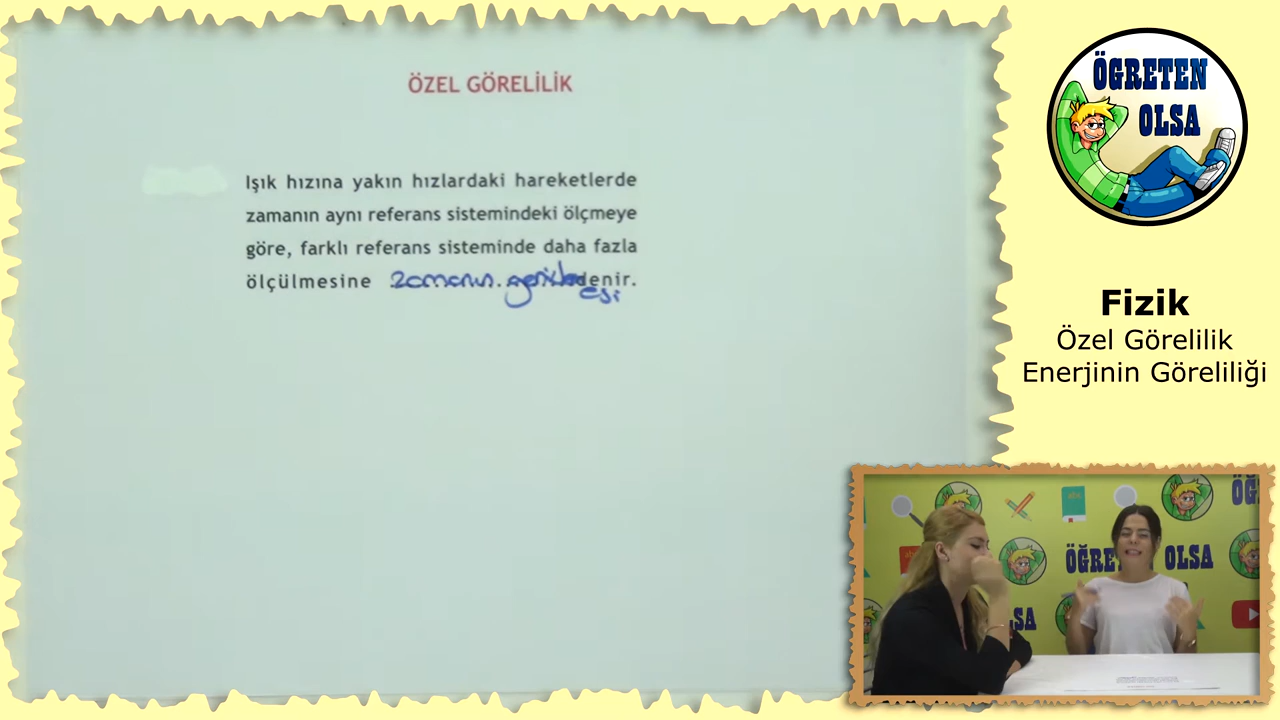 ÖZEL GÖRELİLİK
Işık hızına yakın hızlardaki hareketlerde
zamanın aynı referans sistemindeki ölçmeye
göre, farklı referans sisteminde daha fazla
ölçülmesine zamanın genişlemesi denir.
ÖĞRETEN
OLSA
Fizik
Özel Görelilik
Enerjinin Göreliliği
ÖĞRE OLSA